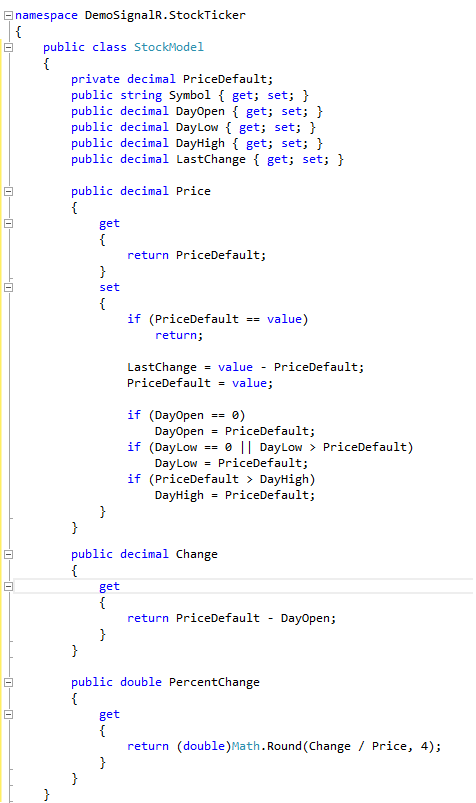 namespace DemoSignalR.StockTicker
{
    public class StockModel
    {
        private decimal PriceDefault;
        public string Symbol { get; set; }
        public decimal DayOpen { get; set; }
        public decimal DayLow { get; set; }
        public decimal DayHigh { get; set; }
        public decimal LastChange { get; set; }

        public decimal Price
        {
            get
            {
                return PriceDefault;
            }
            set
            {
                if (PriceDefault == value)
                    return;

                LastChange = value - PriceDefault;
                PriceDefault = value;

                if (DayOpen == 0)
                    DayOpen = PriceDefault;
                if (DayLow == 0 || DayLow > PriceDefault)
                    DayLow = PriceDefault;
                if (PriceDefault > DayHigh)
                    DayHigh = PriceDefault;
            }
        }

        public decimal Change
        {
            get
            {
                return PriceDefault - DayOpen;
            }
        }

        public double PercentChange
        {
            get
            {
                return (double)Math.Round(Change / Price, 4);
            }
        }
    }